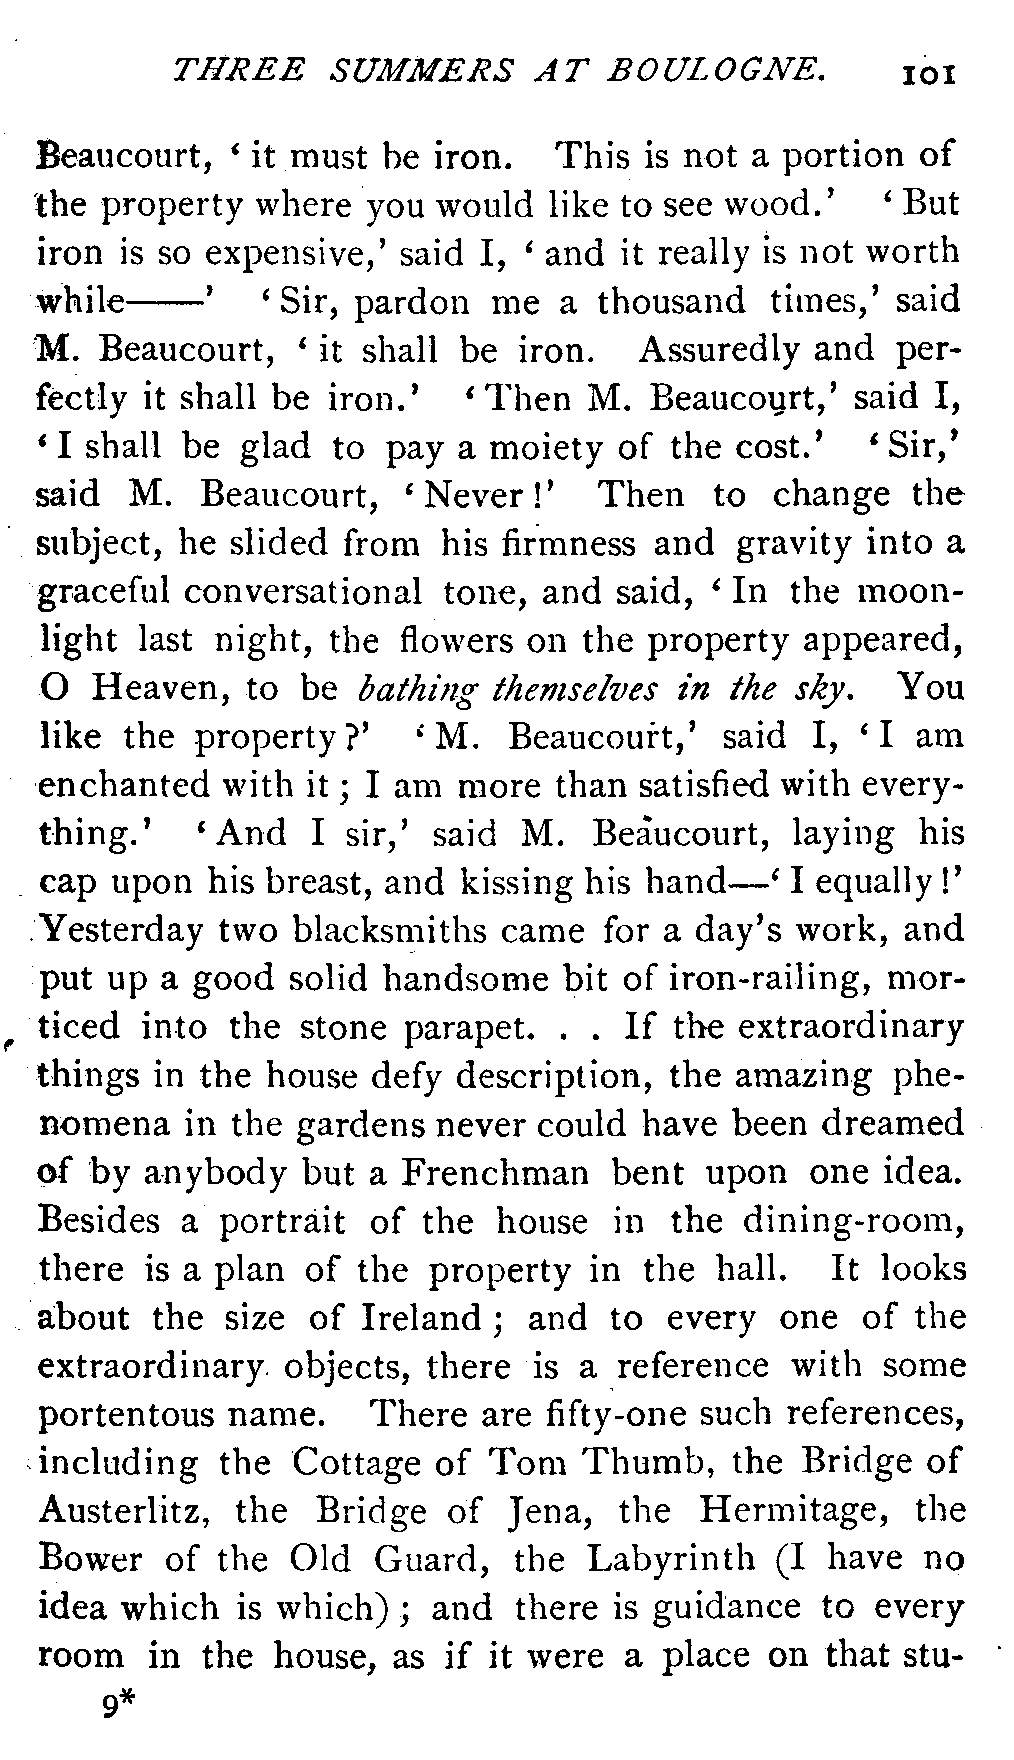 THREE SUMMERS AT BOULOGNE. 101
Beaucourt, ‘ it must be iron. This is not a portion of
the property where you would like to see wood.’ ‘ But
iron is so expensive,’ said I, ‘ and it really is not worth
while——’ ‘ Sir, pardon me a thousand times,’ said
M. Beaucourt, ‘ it shall be iron. Assuredly and per-
fectly it shall be iron.’ ‘ Then M. Beaucourt,’ said I,
‘ I shall be glad to pay a moiety of the cost.’ ‘ Sir,’
said M. Beaucourt, ‘ Never !’ Then to change the
subject, he slided from his firmness and gravity into a
graceful conversational tone, and said, ‘ In the moon-
light last night, the flowers on the property appeared,
O Heaven, to be bathing themselves in the sky. You
like the property ?’ ‘ M. Beaucourt,’ said I, ‘ I am
enchanted with it ; I am more than satisfied with every-
thing.’ ‘ And I sir,’ said M. Beaucourt, laying his
cap upon his breast, and kissing his hand—‘ I equally !’
Yesterday two blacksmiths came for a day’s work, and
put up a good solid handsome bit of iron-railing, mor-
ticed into the stone parapet. . . If the extraordinary
things in the house defy description, the amazing phe-
nomena in the gardens never could have been dreamed
of by anybody but a Frenchman bent upon one idea.
Besides a portrait of the house in the dining-room,
there is a plan of the property in the hall. It looks
about the size of Ireland ; and to every one of the
extraordinary objects, there is a reference with some
portentous name. There are fifty-one such references,
including the Cottage of Tom Thumb, the Bridge of
Austerlitz, the Bridge of Jena, the Hermitage, the
Bower of the Old Guard, the Labyrinth (I have no
idea which is which) ; and there is guidance to every
room in the house, as if it were a place on that stu-
9*